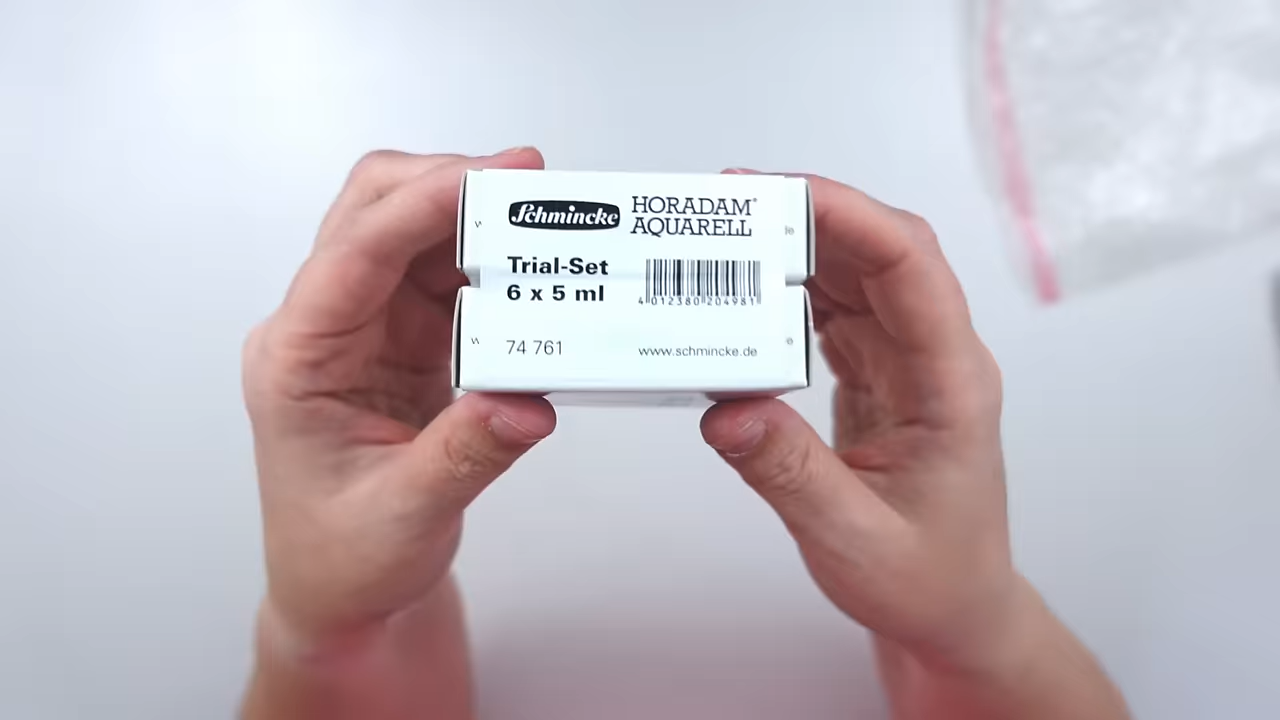 Schmincke HORADAM®
AQUARELL
Trial-Set
6 x 5 ml
4 012380 204981
74 761
www.schmincke.de